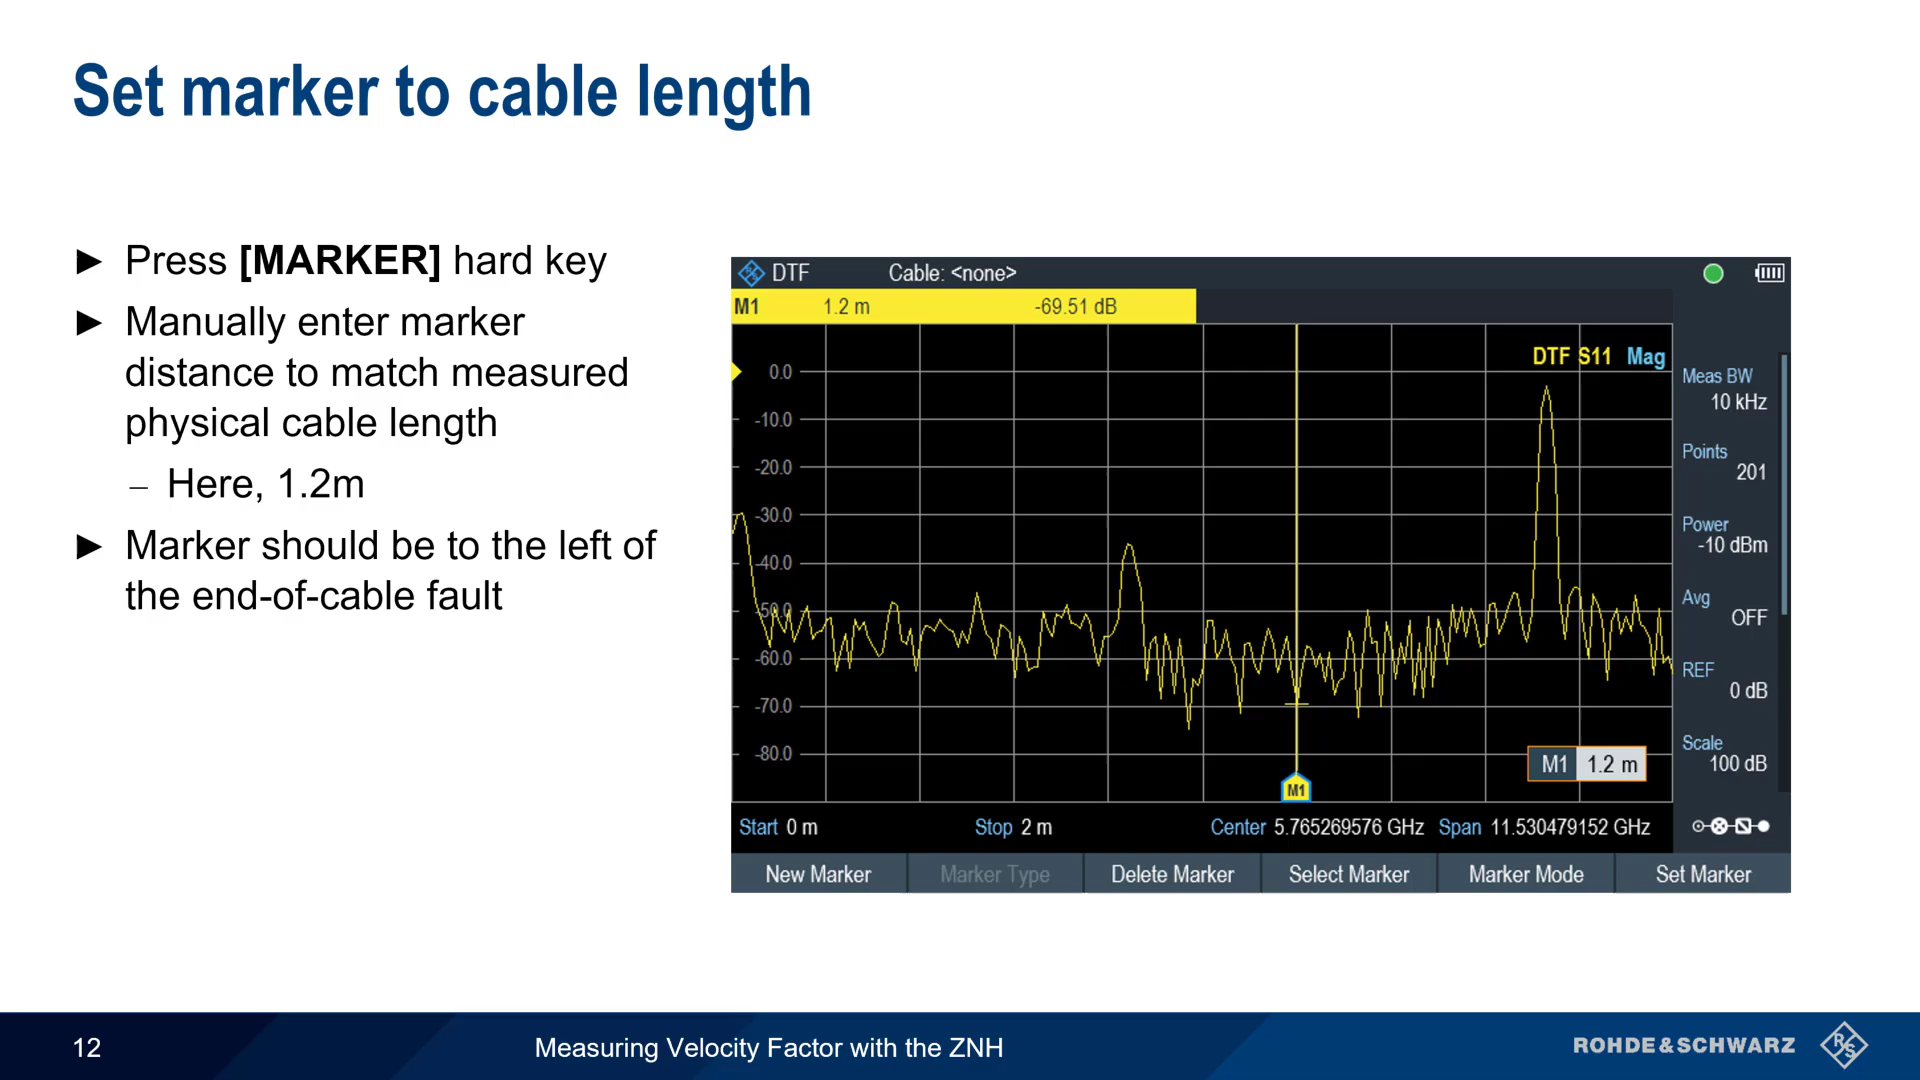 Set marker to cable length
► Press [MARKER] hard key
► Manually enter marker
distance to match measured
physical cable length
– Here, 1.2m
► Marker should be to the left of
the end-of-cable fault
DTF Cable: <none>
M1 1.2 m -69.51 dB
DTF S11 Mag
0.0
-10.0
-20.0
-30.0
-40.0
-50.0
-60.0
-70.0
-80.0
Meas BW
10 kHz
Points
201
Power
-10 dBm
Avg
OFF
REF
0 dB
Scale
100 dB
M1 1.2 m
M1
Start 0 m Stop 2 m Center 5.765269576 GHz Span 11.530479152 GHz
New Marker Marker Type Delete Marker Select Marker Marker Mode Set Marker
12 Measuring Velocity Factor with the ZNH ROHDE&SCHWARZ